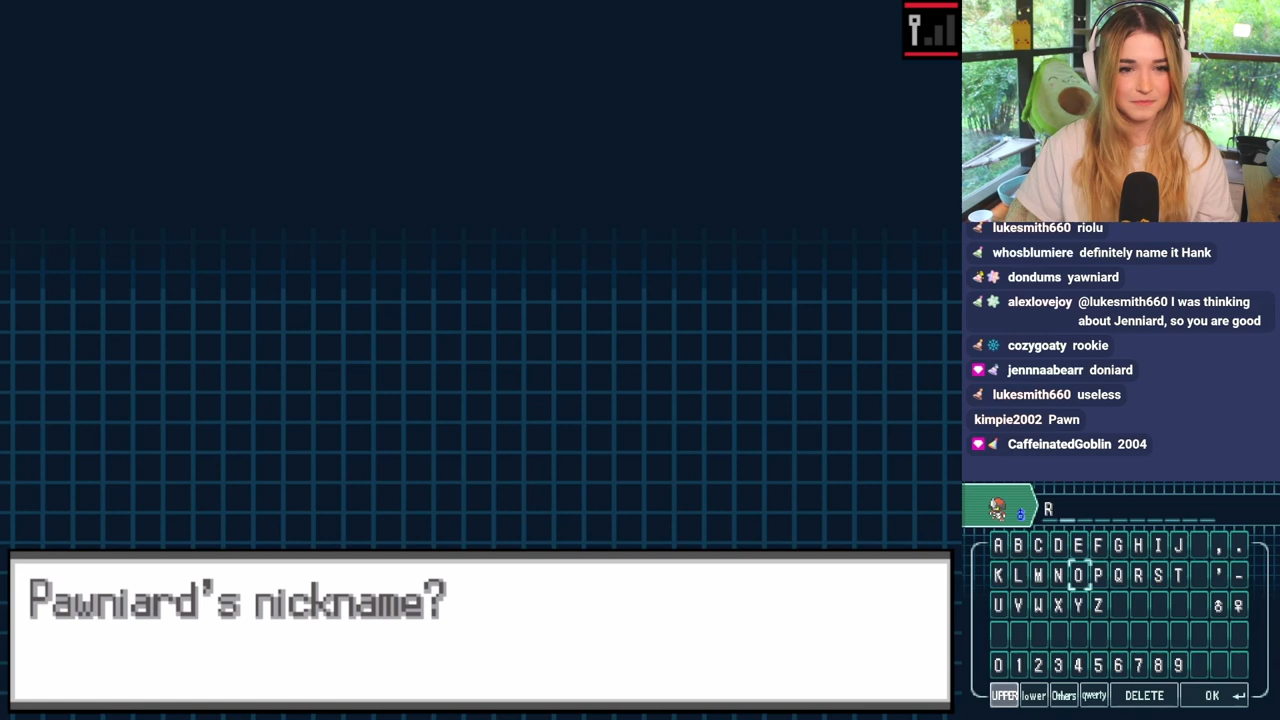 lukesmith660 riolu
whosblumiere definitely name it Hank
dondums yawniard
alexlovejoy @lukesmith660 I was thinking
about Jenniard, so you are good
cozygoaty rookie
jennnaabearr doniard
lukesmith660 useless
kimpie2002 Pawn
CaffeinatedGoblin 2004
R
A B C D E F G H I J , .
K L M N O P Q R S T ' -
U V W X Y Z ♂ ♀
0 1 2 3 4 5 6 7 8 9
UPPER lower Others qwerty DELETE OK
Pawniard's nickname?